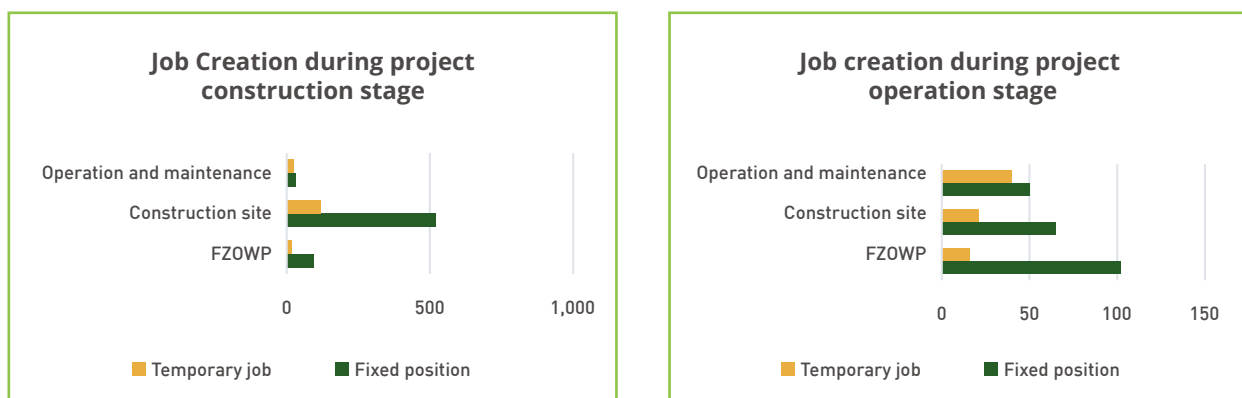 Job Creation during project
construction stage
Operation and maintenance
Construction site
FZOWP
0 500 1,000
Temporary job Fixed position
Job creation during project
operation stage
Operation and maintenance
Construction site
FZOWP
0 50 100 150
Temporary job Fixed position